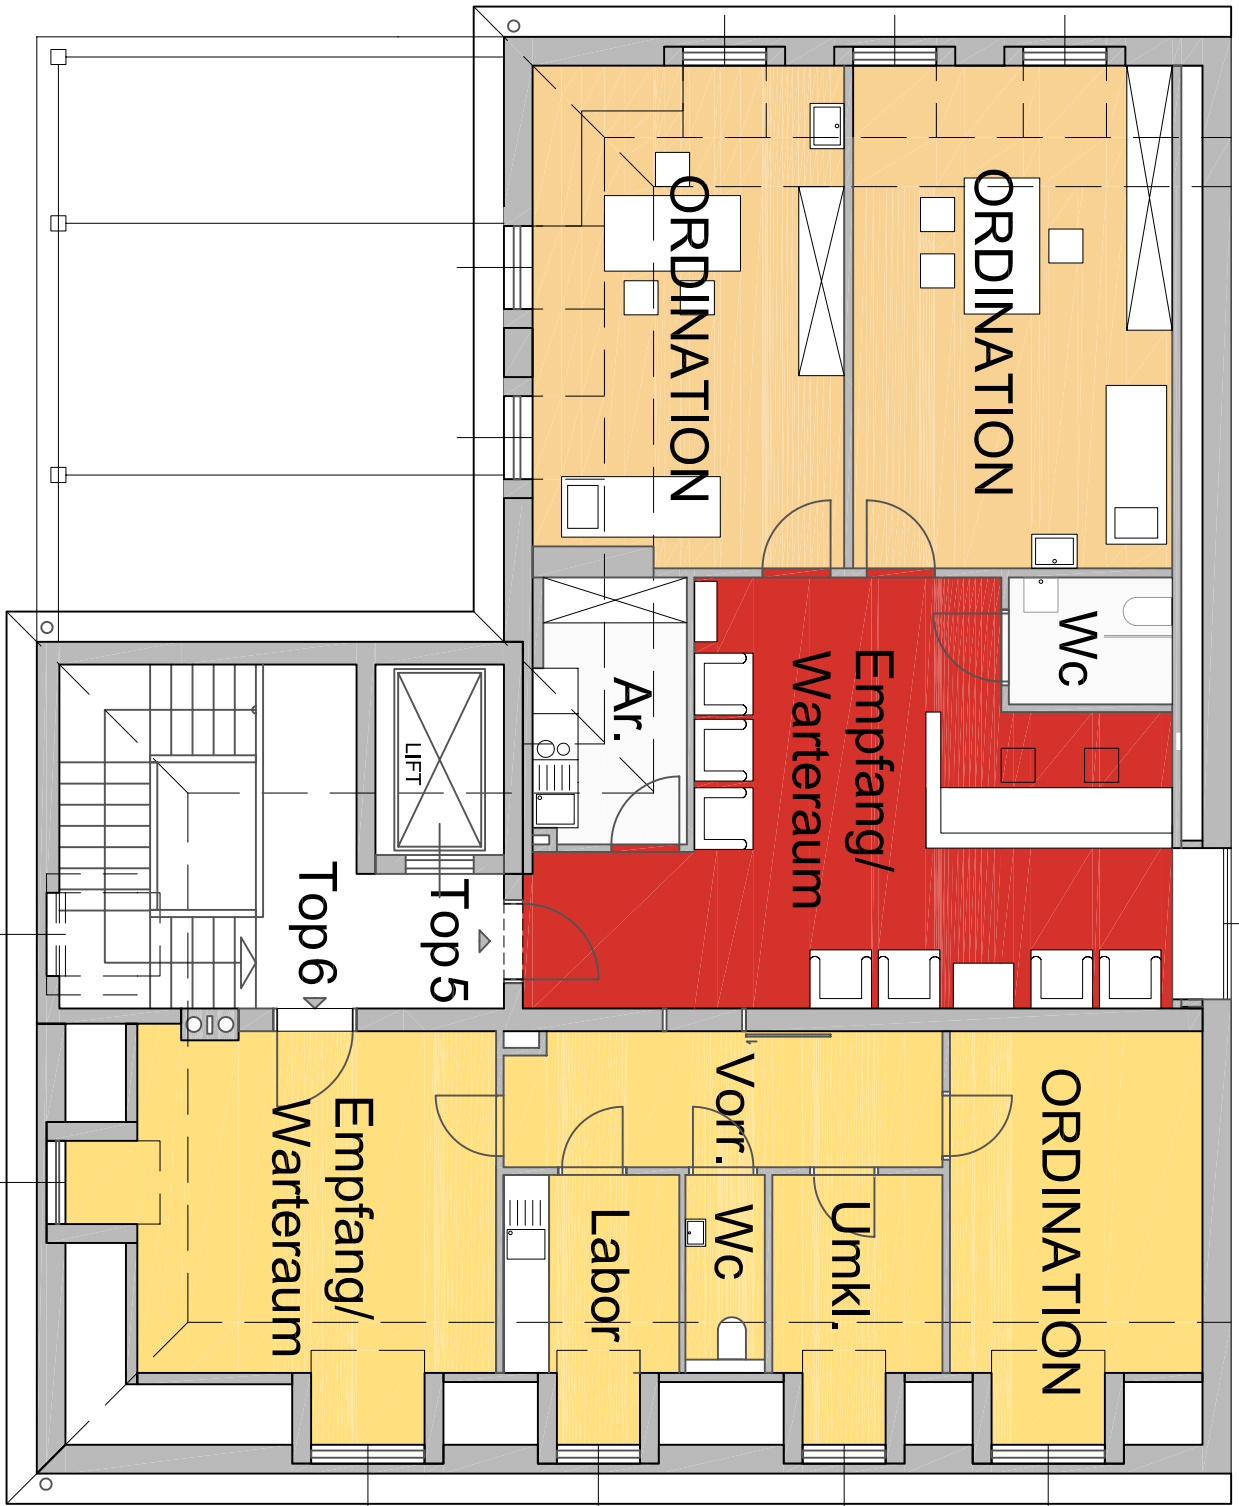 ORDINATION
ORDINATION
Wc
Ar.
Empfang/
Warteraum
LIFT
Top 6
Top 5
Vorr.
ORDINATION
Empfang/
Warteraum
Labor
Wc
Umkl.